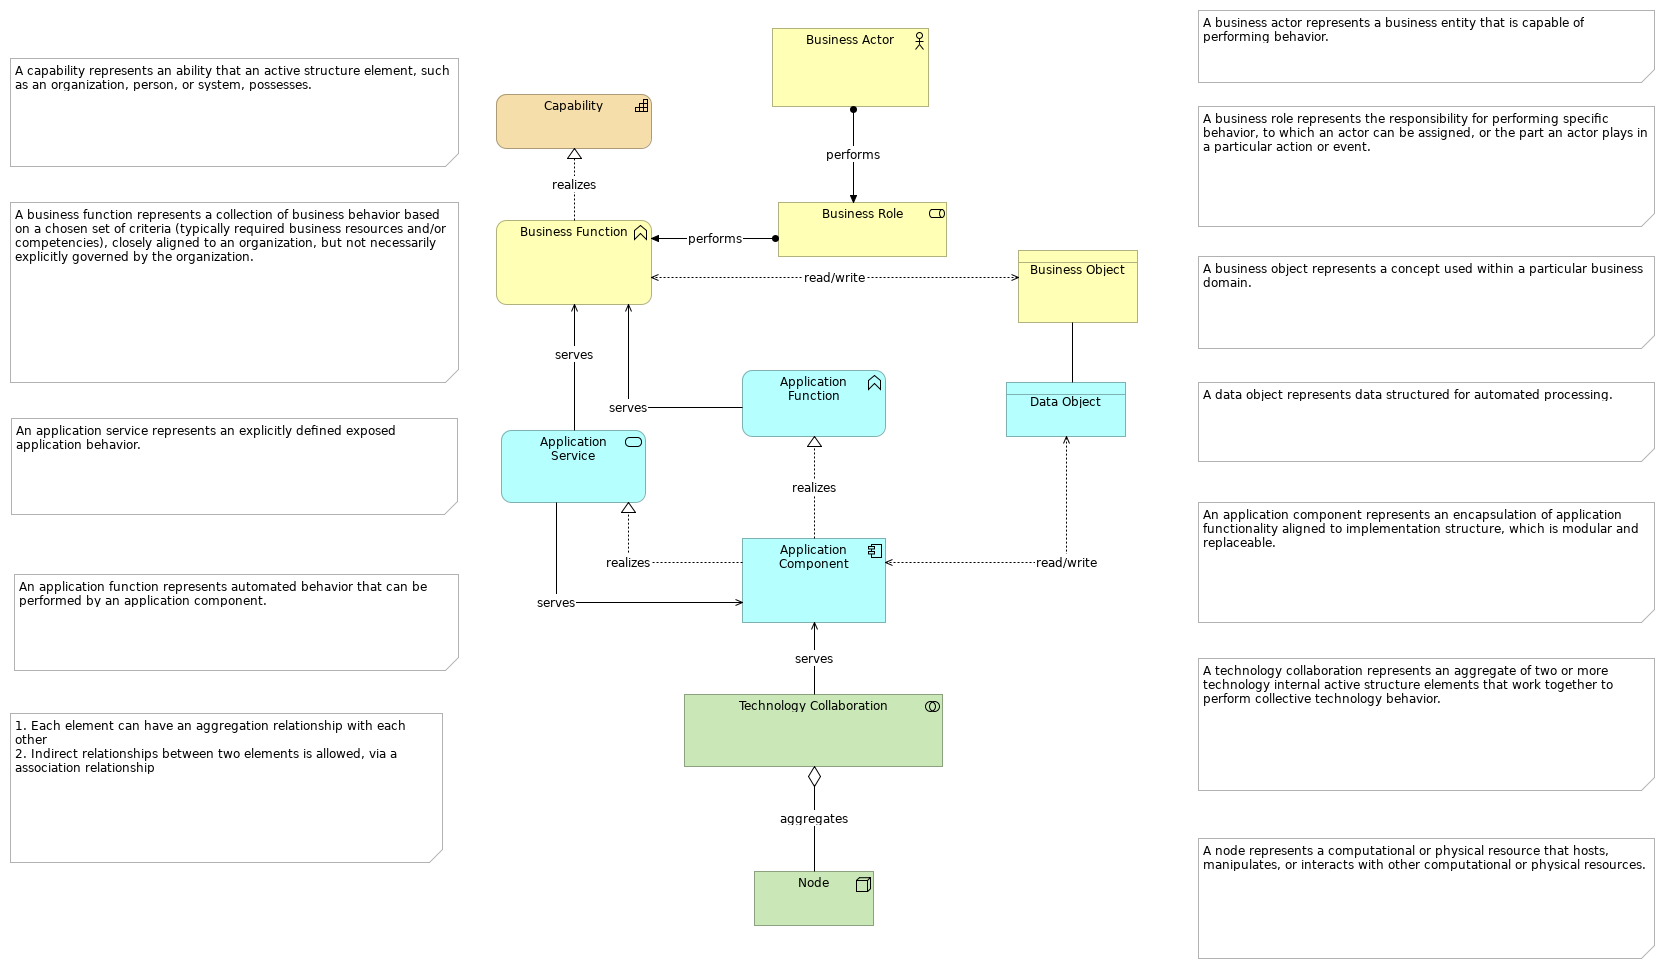 A business actor represents a business entity that is capable of
performing behavior.
Business Actor
A capability represents an ability that an active structure element, such
as an organization, person, or system, possesses.
Capability
A business role represents the responsibility for performing specific
behavior, to which an actor can be assigned, or the part an actor plays in
a particular action or event.
performs
realizes
A business function represents a collection of business behavior based
on a chosen set of criteria (typically required business resources and/or
competencies), closely aligned to an organization, but not necessarily
explicitly governed by the organization.
Business Role
Business Function
performs
Business Object
read/write
A business object represents a concept used within a particular business
domain.
serves
Application
Function
Data Object
A data object represents data structured for automated processing.
serves
An application service represents an explicitly defined exposed
application behavior.
Application
Service
realizes
An application component represents an encapsulation of application
functionality aligned to implementation structure, which is modular and
replaceable.
Application
Component
realizes
read/write
An application function represents automated behavior that can be
performed by an application component.
serves
serves
A technology collaboration represents an aggregate of two or more
technology internal active structure elements that work together to
perform collective technology behavior.
Technology Collaboration
1. Each element can have an aggregation relationship with each
other
2. Indirect relationships between two elements is allowed, via a
association relationship
aggregates
A node represents a computational or physical resource that hosts,
manipulates, or interacts with other computational or physical resources.
Node